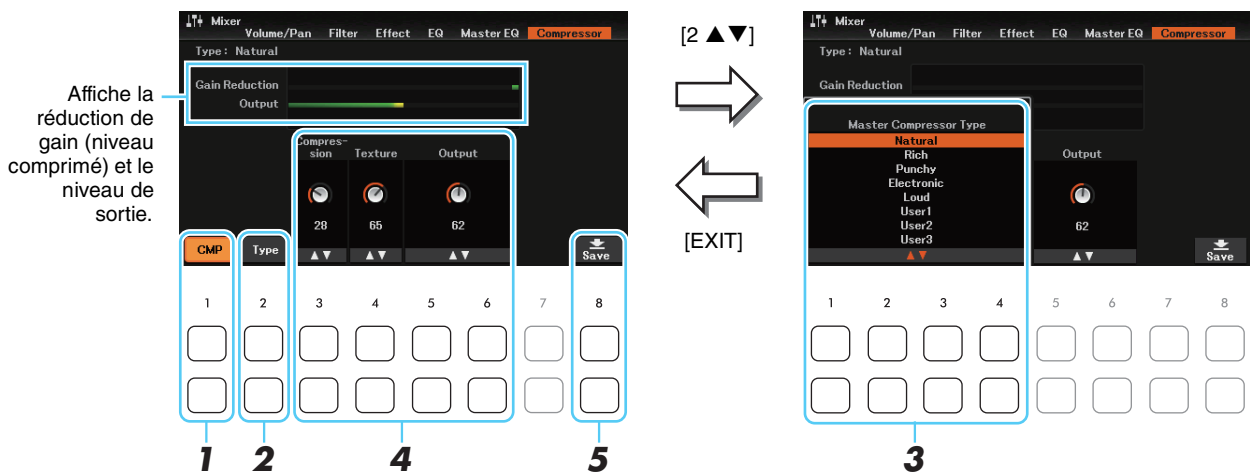 Mixer
Volume/Pan Filter Effect EQ Master EQ Compressor
Type : Natural
Gain Reduction
Output
Affiche la
réduction de
gain (niveau
comprimé) et le
niveau de
sortie.
Compres-
sion Texture Output
28 65 62
CMP Type ▲▼ ▲▼ ▲▼ Save
1 2 3 4 5 6 7 8
1 2 4 5
[2 ▲▼]
[EXIT]
Mixer
Volume/Pan Filter Effect EQ Master EQ Compressor
Type : Natural
Gain Reduction
Master Compressor Type
Natural
Rich
Punchy
Electronic
Loud
User1
User2
User3
▲▼
Output
62
▲▼
Save
1 2 3 4 5 6 7 8
3